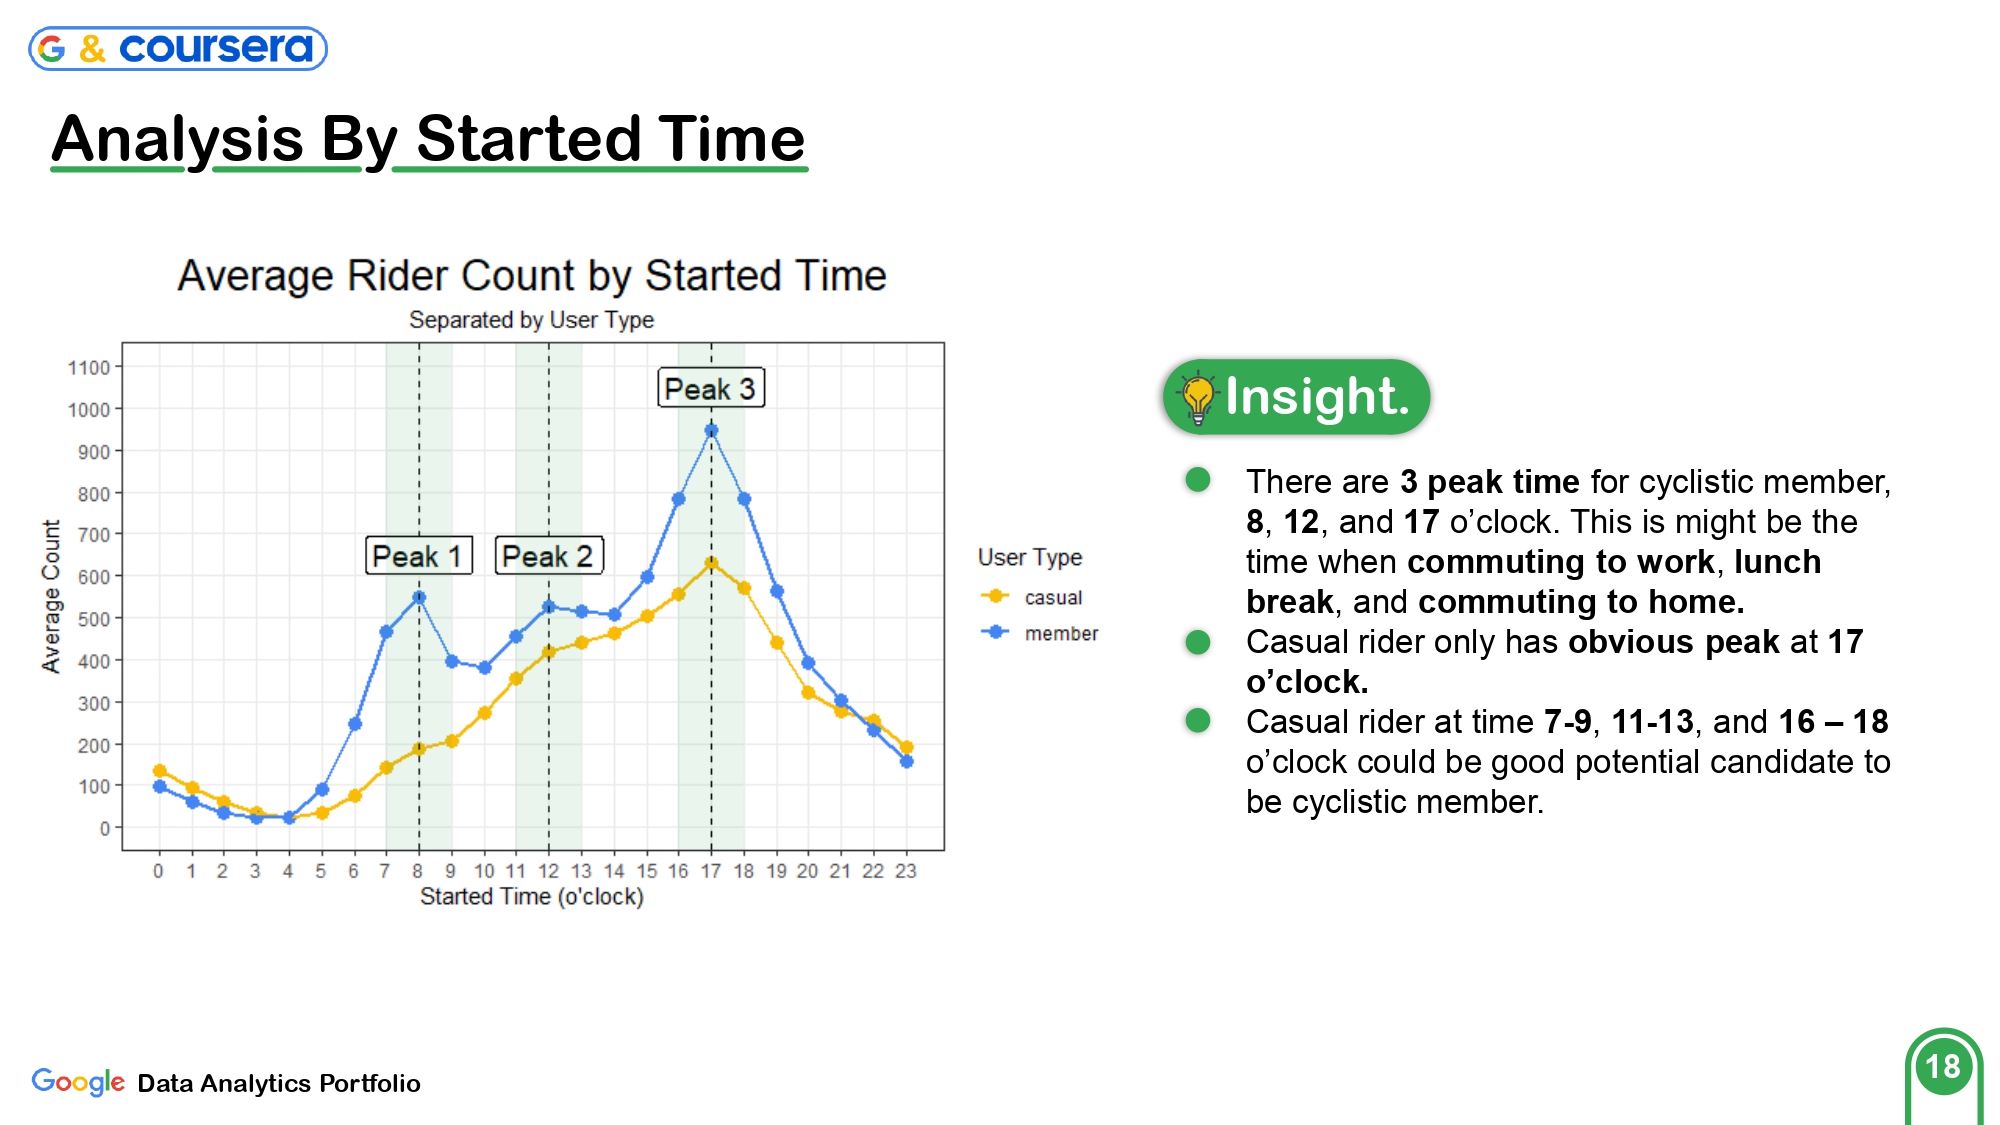 G & coursera
Analysis By Started Time
Average Rider Count by Started Time
Separated by User Type
1100
1000
900
800
700
600
500
400
300
200
100
0
Average Count
Peak 1
Peak 2
Peak 3
0 1 2 3 4 5 6 7 8 9 10 11 12 13 14 15 16 17 18 19 20 21 22 23
Started Time (o'clock)
User Type
casual
member
Insight.
There are 3 peak time for cyclistic member,
8, 12, and 17 o’clock. This is might be the
time when commuting to work, lunch
break, and commuting to home.
Casual rider only has obvious peak at 17
o’clock.
Casual rider at time 7-9, 11-13, and 16 – 18
o’clock could be good potential candidate to
be cyclistic member.
Google Data Analytics Portfolio
18